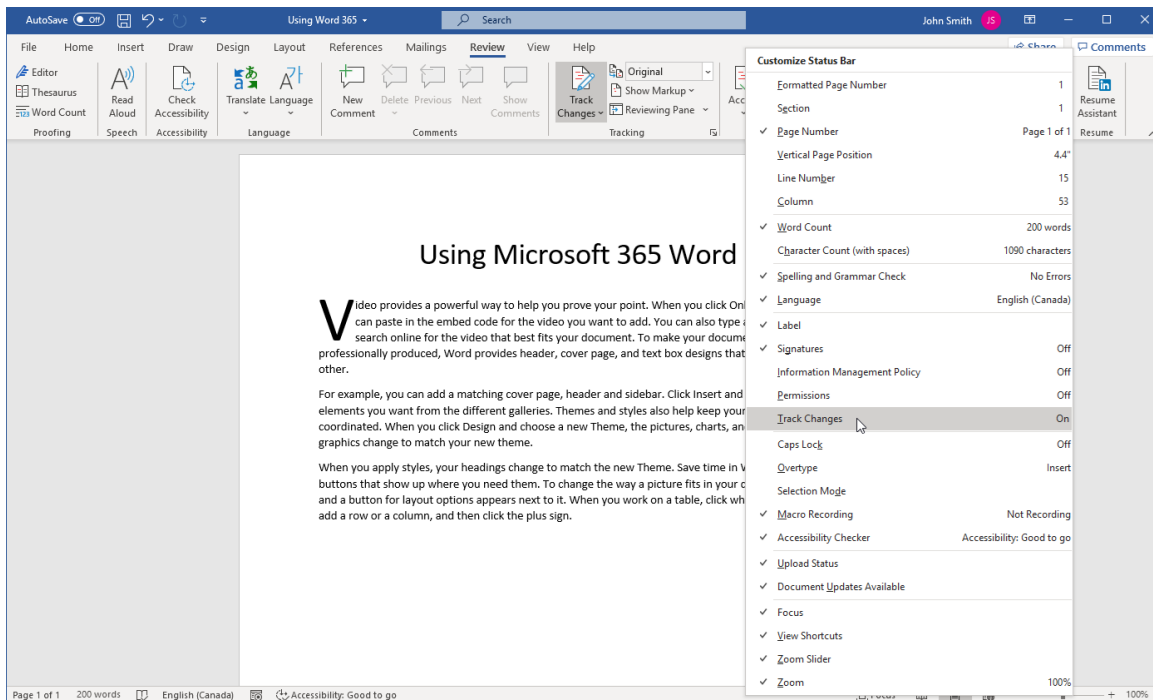 AutoSave Off Using Word 365 Search John Smith JS
File Home Insert Draw Design Layout References Mailings Review View Help Share Comments
Editor
Thesaurus
123 Word Count
Proofing
Read Aloud
Speech
Check Accessibility
Accessibility
Translate Language
Language
New Comment Delete Previous Next Show Comments
Comments
Track Changes
Original
Show Markup
Reviewing Pane
Tracking
Acc
Resume Assistant
Resume
Using Microsoft 365 Word
Video provides a powerful way to help you prove your point. When you click Onl
can paste in the embed code for the video you want to add. You can also type a
search online for the video that best fits your document. To make your docume
professionally produced, Word provides header, cover page, and text box designs that
other.
For example, you can add a matching cover page, header and sidebar. Click Insert and
elements you want from the different galleries. Themes and styles also help keep your
coordinated. When you click Design and choose a new Theme, the pictures, charts, an
graphics change to match your new theme.
When you apply styles, your headings change to match the new Theme. Save time in W
buttons that show up where you need them. To change the way a picture fits in your d
and a button for layout options appears next to it. When you work on a table, click wh
add a row or a column, and then click the plus sign.
Customize Status Bar
Formatted Page Number 1
Section 1
Page Number Page 1 of 1
Vertical Page Position 4.4"
Line Number 15
Column 53
Word Count 200 words
Character Count (with spaces) 1090 characters
Spelling and Grammar Check No Errors
Language English (Canada)
Label
Signatures Off
Information Management Policy Off
Permissions Off
Track Changes On
Caps Lock Off
Overtype Insert
Selection Mode
Macro Recording Not Recording
Accessibility Checker Accessibility: Good to go
Upload Status
Document Updates Available
Focus
View Shortcuts
Zoom Slider
Zoom 100%
Page 1 of 1 200 words English (Canada) Accessibility: Good to go Focus 100%